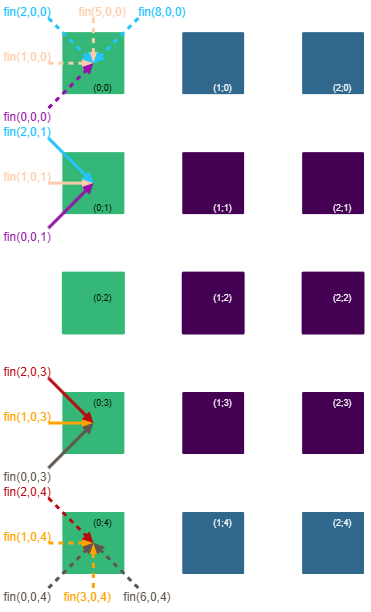 fin(2,0,0) fin(5,0,0) fin(8,0,0)
fin(1,0,0)
(0;0) (1;0) (2;0)
fin(0,0,0)
fin(2,0,1)
fin(1,0,1)
(0;1) (1;1) (2;1)
fin(0,0,1)
(0;2) (1;2) (2;2)
fin(2,0,3)
(0;3) (1;3) (2;3)
fin(1,0,3)
fin(0,0,3)
fin(2,0,4)
(0;4) (1;4) (2;4)
fin(1,0,4)
fin(0,0,4) fin(3,0,4) fin(6,0,4)